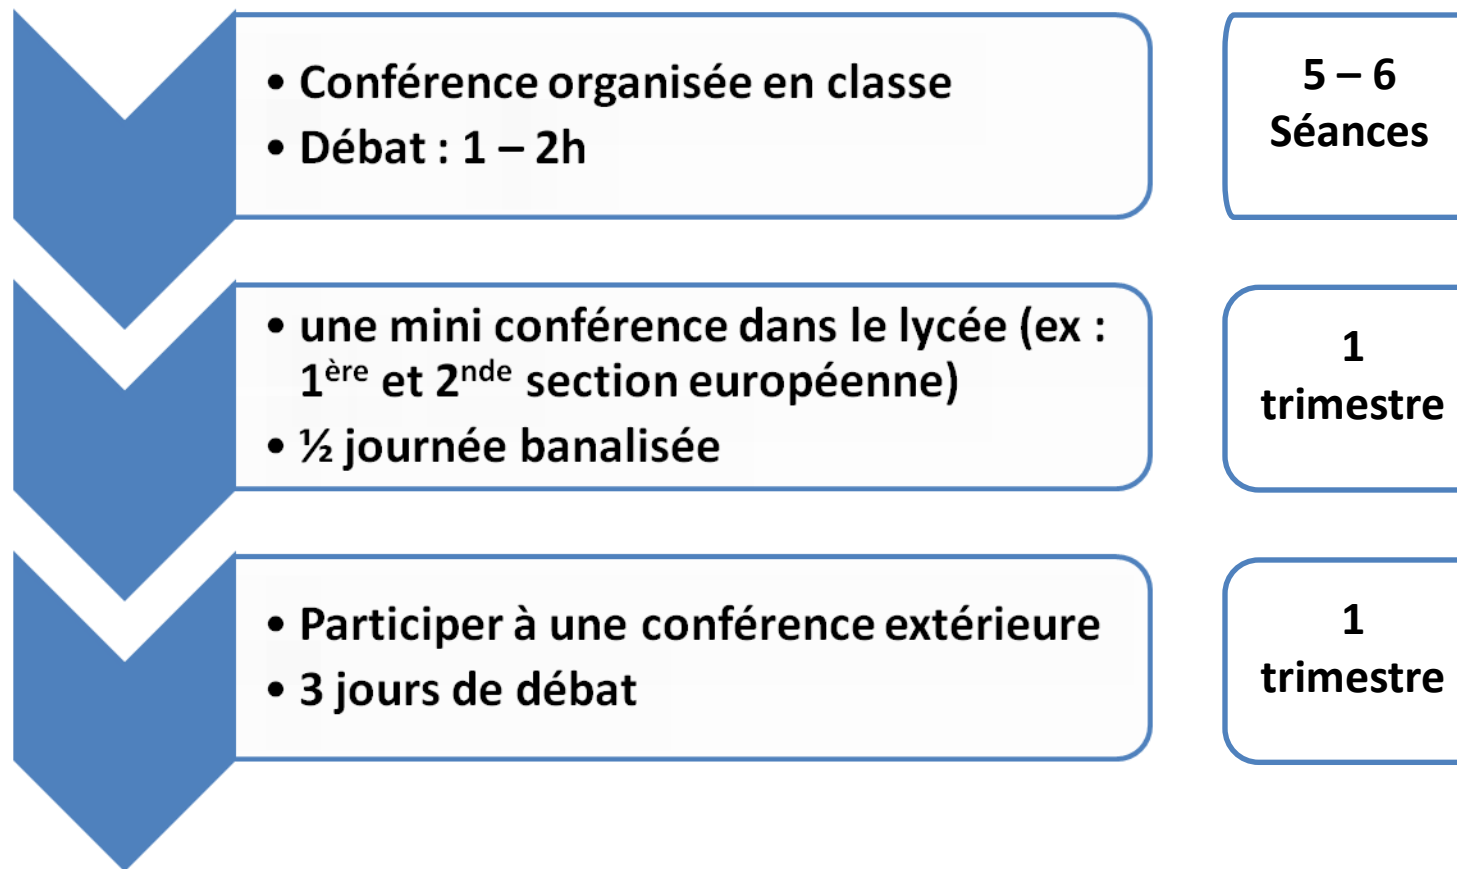 • Conférence organisée en classe
• Débat : 1 – 2h
5 – 6
Séances
• une mini conférence dans le lycée (ex :
1ère et 2nde section européenne)
• ½ journée banalisée
1
trimestre
• Participer à une conférence extérieure
• 3 jours de débat
1
trimestre